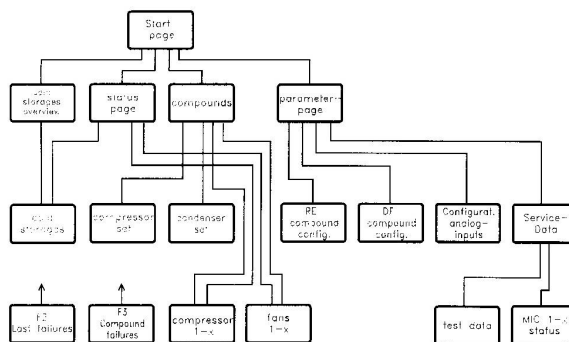 Start
page
cold
storages
overview
status
page
compounds
parameter-
page
cold
storages
compressor
set
condenser
set
RE
compound
config.
DF
compound
config.
Configurat.
analog-
inputs
Service-
Data
F2
Last failures
F3
Compound
failures
compressor
1-x
fans
1-x
test data
MIC 1-x
status